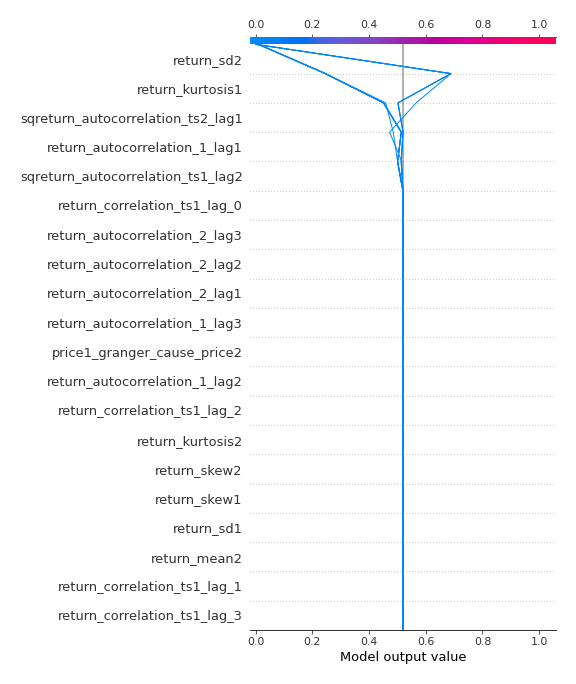 0.0 0.2 0.4 0.6 0.8 1.0
return_sd2
return_kurtosis1
sqreturn_autocorrelation_ts2_lag1
return_autocorrelation_1_lag1
sqreturn_autocorrelation_ts1_lag2
return_correlation_ts1_lag_0
return_autocorrelation_2_lag3
return_autocorrelation_2_lag2
return_autocorrelation_2_lag1
return_autocorrelation_1_lag3
price1_granger_cause_price2
return_autocorrelation_1_lag2
return_correlation_ts1_lag_2
return_kurtosis2
return_skew2
return_skew1
return_sd1
return_mean2
return_correlation_ts1_lag_1
return_correlation_ts1_lag_3
0.0 0.2 0.4 0.6 0.8 1.0
Model output value